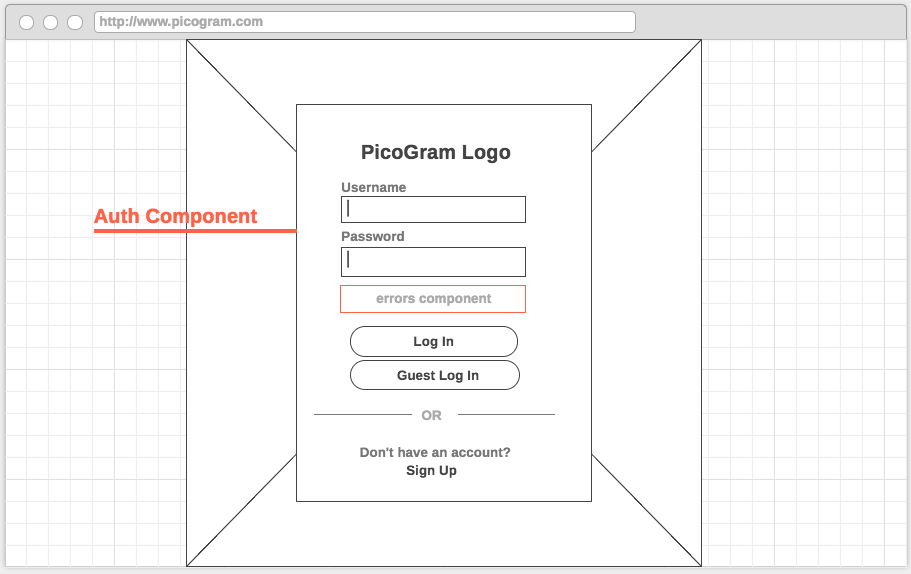 http://www.picogram.com
PicoGram Logo
Username
Auth Component
Password
errors component
Log In
Guest Log In
OR
Don't have an account?
Sign Up